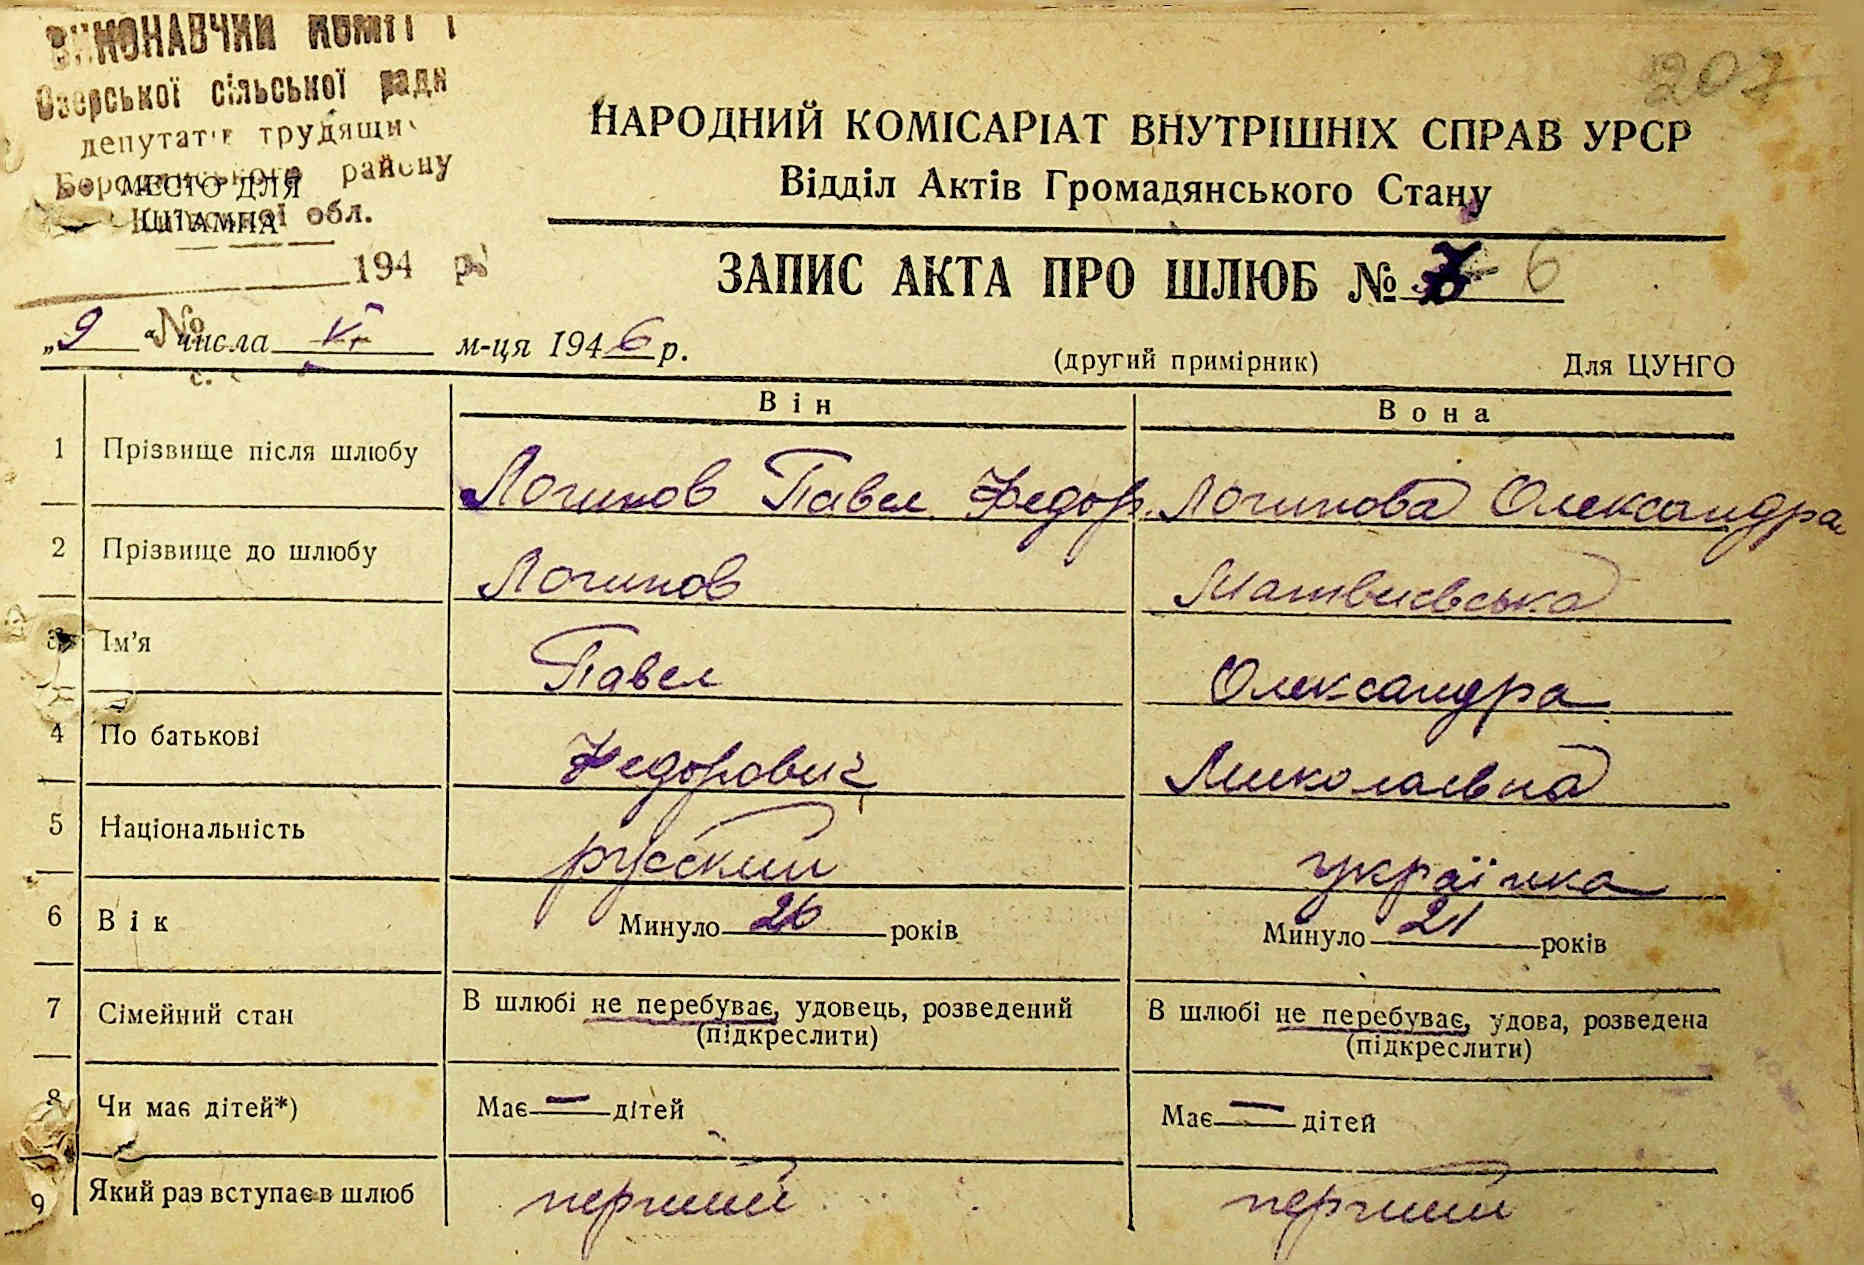 ВИКОНАВЧИЙ
Озерської сільської ради
депутатів трудящих
району
МЕСТО ДЛЯ
ШТАМПА
обл.
194 р.
№
207
НАРОДНИЙ КОМІСАРІАТ ВНУТРІШНІХ СПРАВ УРСР
Відділ Актів Громадянського Стану
ЗАПИС АКТА ПРО ШЛЮБ № 6
„9“ числа VI м-ця 1946 р.
(другий примірник) Для ЦУНГО
Він Вона
1 Прізвище після шлюбу Логинов Павел Федор. Логинова Олександра
2 Прізвище до шлюбу Логинов Матвиєвська
3 Ім'я Павел Олександра
4 По батькові Федорович Миколаевна
5 Національність русский українка
6 Вік Минуло 26 років Минуло 21 років
7 Сімейний стан В шлюбі не перебуває, удовець, розведений В шлюбі не перебуває, удова, розведена
(підкреслити) (підкреслити)
8 Чи має дітей*) Має — дітей Має — дітей
9 Який раз вступає в шлюб перший перший